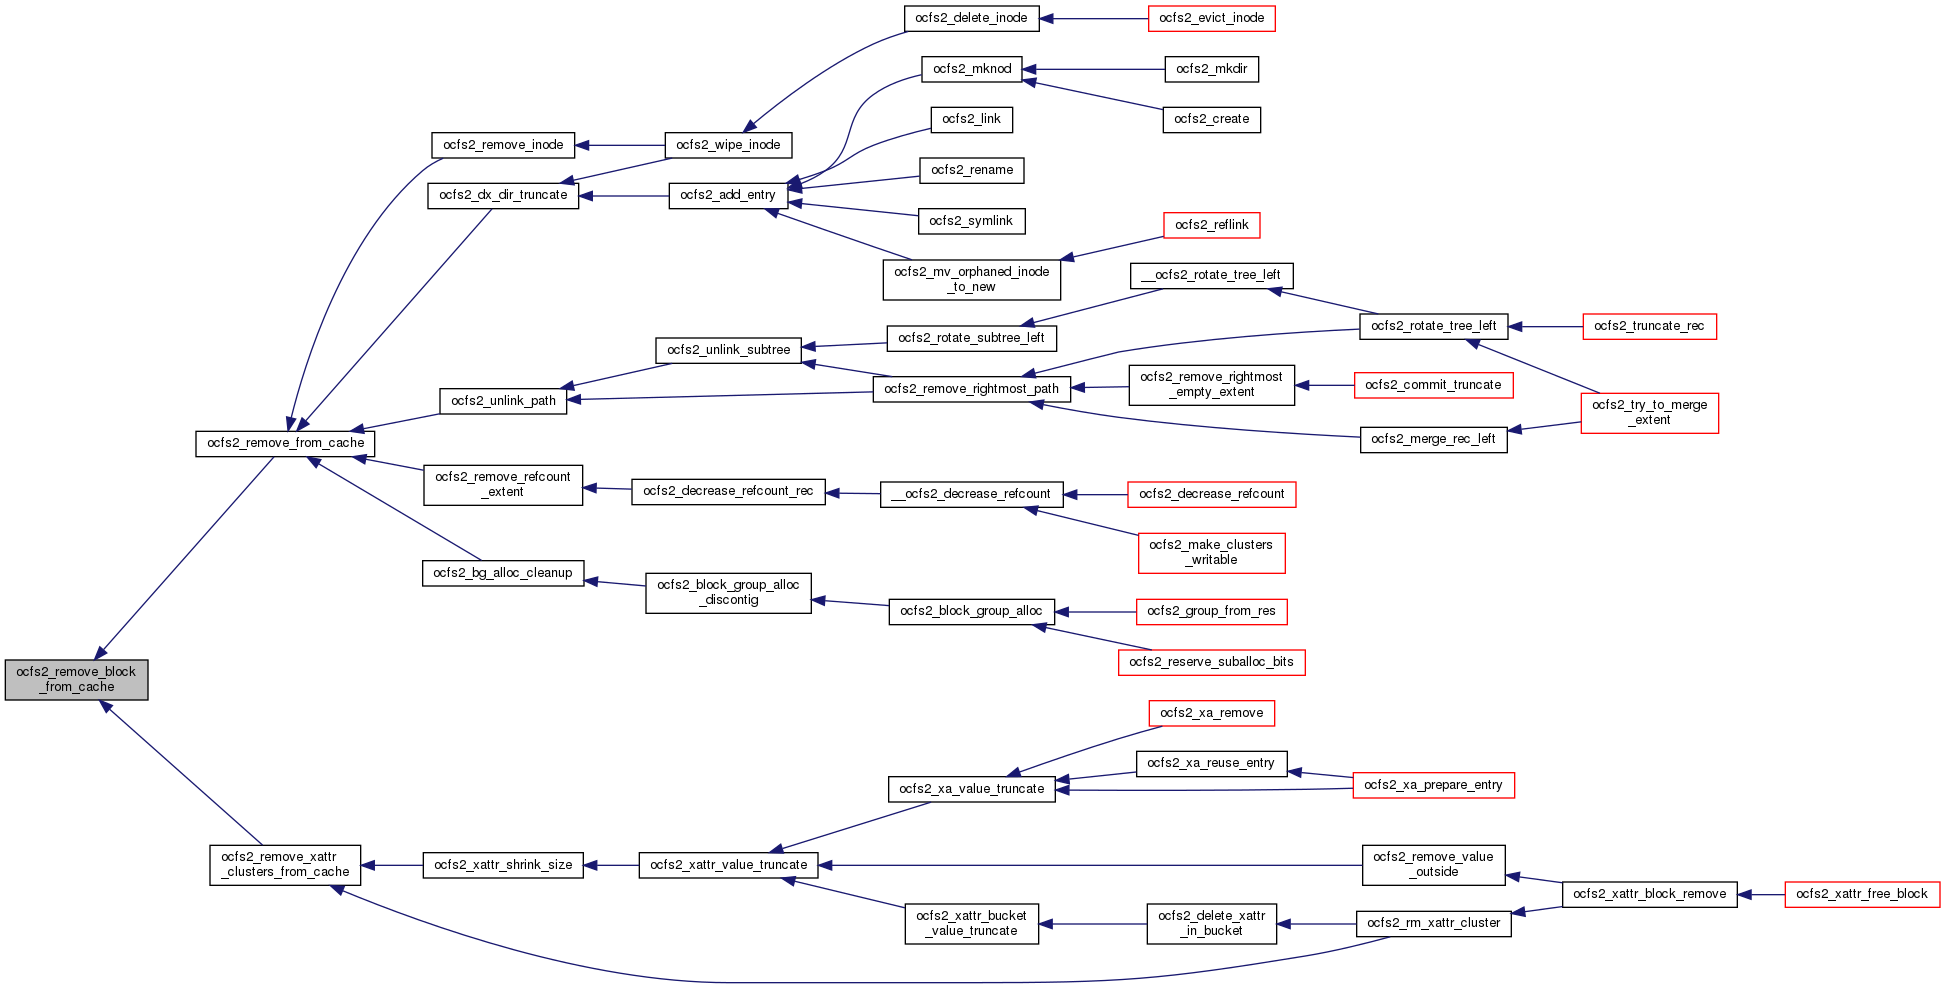 ocfs2_delete_inode
ocfs2_evict_inode
ocfs2_mknod
ocfs2_mkdir
ocfs2_link
ocfs2_create
ocfs2_remove_inode
ocfs2_wipe_inode
ocfs2_rename
ocfs2_dx_dir_truncate
ocfs2_add_entry
ocfs2_symlink
ocfs2_reflink
ocfs2_mv_orphaned_inode
_to_new
__ocfs2_rotate_tree_left
ocfs2_rotate_subtree_left
ocfs2_rotate_tree_left
ocfs2_truncate_rec
ocfs2_unlink_subtree
ocfs2_remove_rightmost_path
ocfs2_remove_rightmost
_empty_extent
ocfs2_commit_truncate
ocfs2_unlink_path
ocfs2_try_to_merge
_extent
ocfs2_merge_rec_left
ocfs2_remove_from_cache
ocfs2_remove_refcount
_extent
ocfs2_decrease_refcount_rec
__ocfs2_decrease_refcount
ocfs2_decrease_refcount
ocfs2_make_clusters
_writable
ocfs2_bg_alloc_cleanup
ocfs2_block_group_alloc
_discontig
ocfs2_block_group_alloc
ocfs2_group_from_res
ocfs2_reserve_suballoc_bits
ocfs2_remove_block
_from_cache
ocfs2_xa_remove
ocfs2_xa_reuse_entry
ocfs2_xa_value_truncate
ocfs2_xa_prepare_entry
ocfs2_remove_xattr
_clusters_from_cache
ocfs2_xattr_shrink_size
ocfs2_xattr_value_truncate
ocfs2_remove_value
_outside
ocfs2_xattr_block_remove
ocfs2_xattr_free_block
ocfs2_xattr_bucket
_value_truncate
ocfs2_delete_xattr
_in_bucket
ocfs2_rm_xattr_cluster